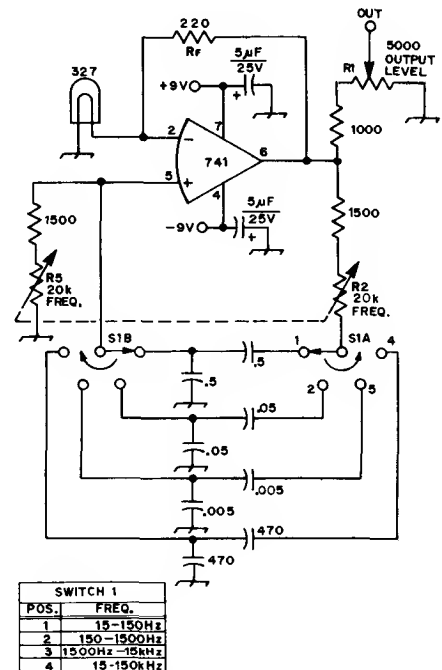 220
RF
327
5µF
25V
+9V
7
2
−
741
6
5
+
4
−9V
5µF
25V
OUT
R1
5000
OUTPUT
LEVEL
1000
1500
1500
R5
20k
FREQ.
R2
20k
FREQ.
S1B
S1A
1
4
.5
.5
2
5
.05
.05
.005
.005
470
470
SWITCH 1
POS. FREQ.
1 15-150Hz
2 150-1500Hz
3 1500Hz-15kHz
4 15-150kHz